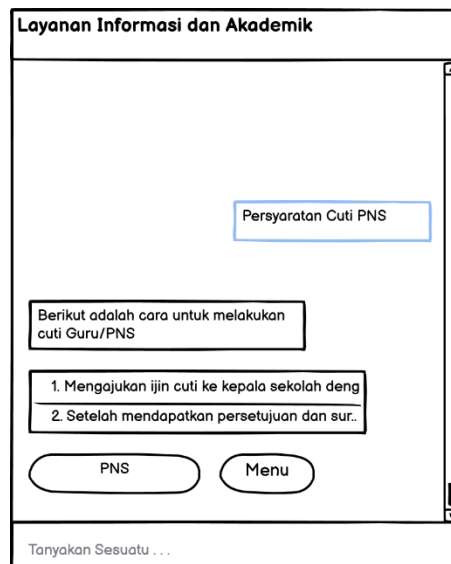 Layanan Informasi dan Akademik
Persyaratan Cuti PNS
Berikut adalah cara untuk melakukan
cuti Guru/PNS
1. Mengajukan ijin cuti ke kepala sekolah deng
2. Setelah mendapatkan persetujuan dan sur..
PNS
Menu
Tanyakan Sesuatu . . .